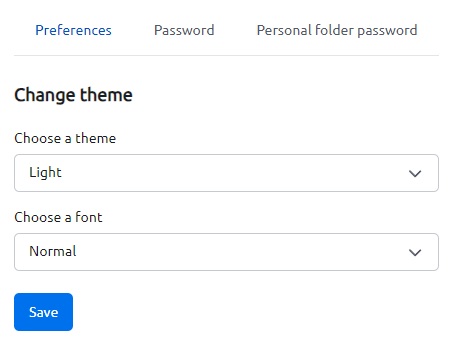 Preferences Password Personal folder password
Change theme
Choose a theme
Light
Choose a font
Normal
Save